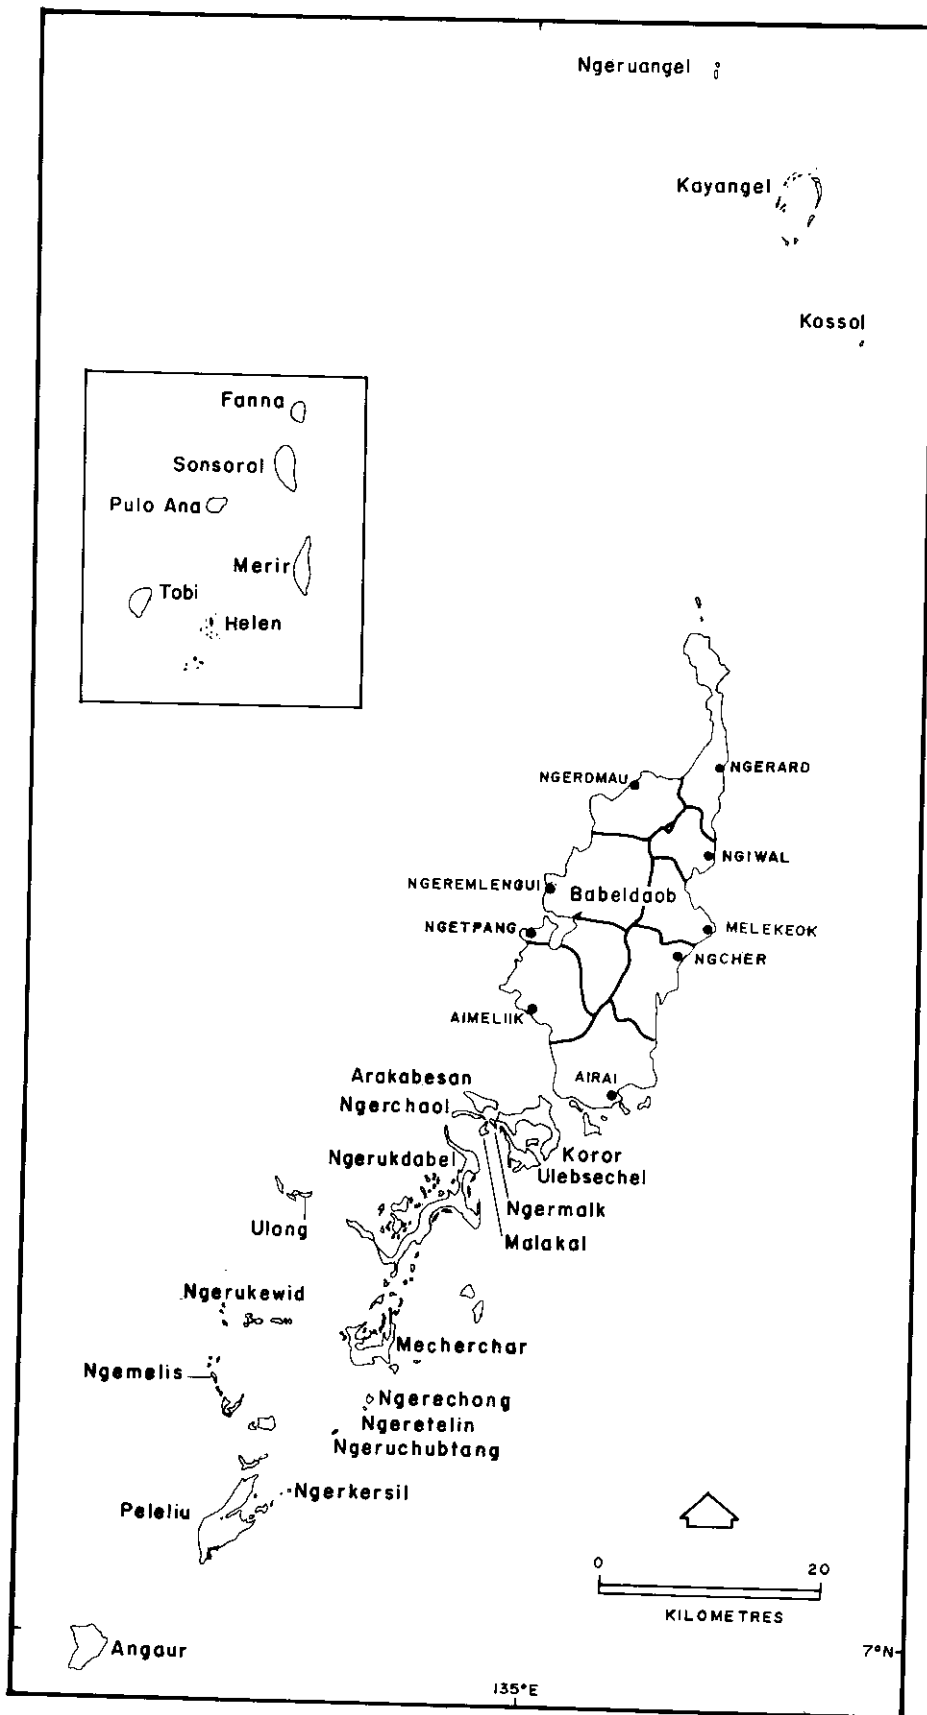 Ngeruangel
Kayangel
Kossol
Fanna
Sonsorol
Pulo Ana
Merir
Tobi
Helen
NGERDMAU
NGERARD
NGIWAL
NGEREMLENGUI
Babeldaob
NGETPANG
MELEKEOK
NGCHER
AIMELIIK
AIRAI
Arakabesan
Ngerchaol
Koror
Ngerukdabel
Ulebsechel
Ngermalk
Ulong
Malakal
Ngerukewid
Mecherchar
Ngemelis
Ngerechong
Ngeretelin
Ngeruchubtang
Ngerkersil
Peleliu
0 20
KILOMETRES
Angaur
7°N
135°E